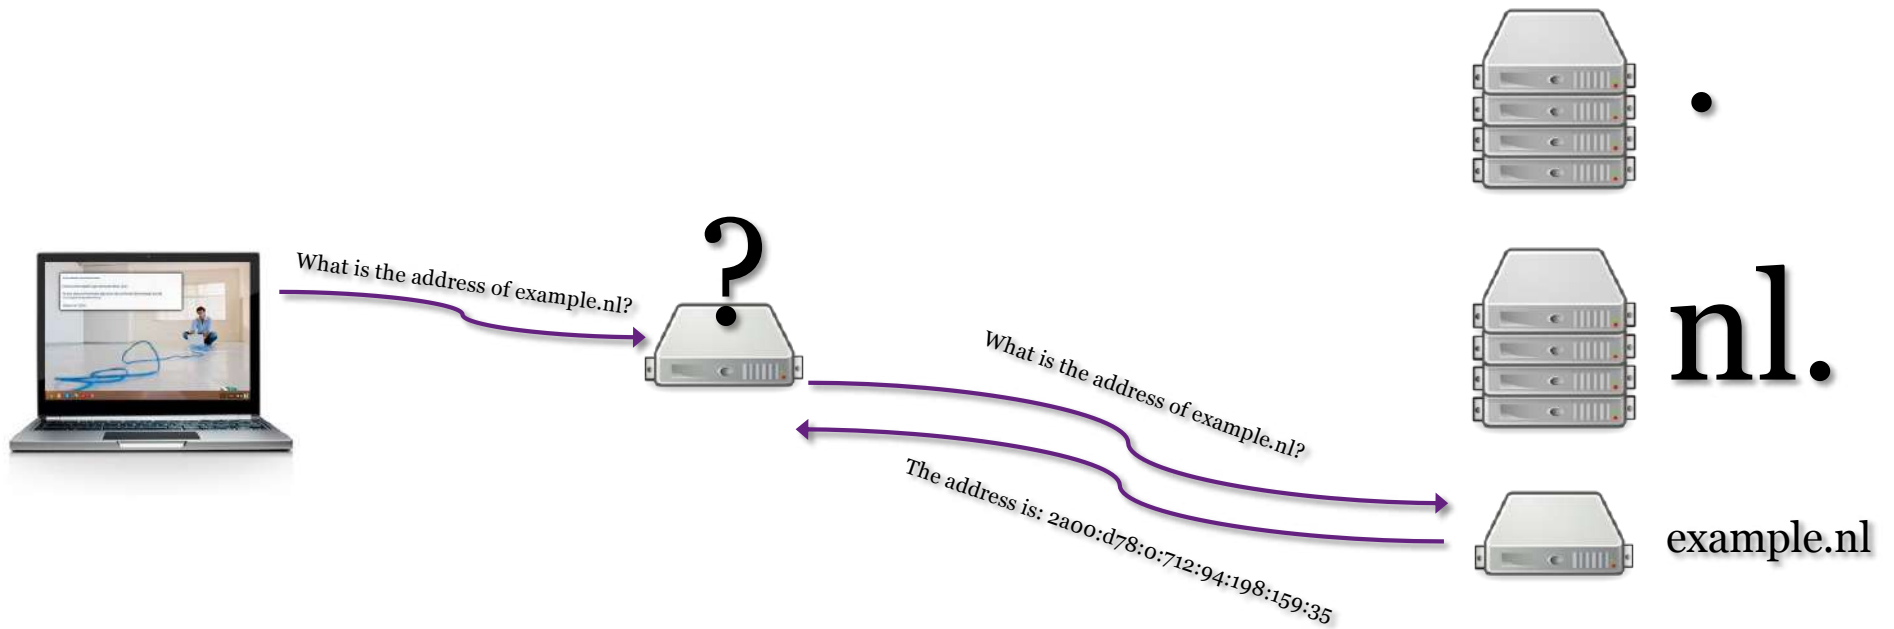 .
?
What is the address of example.nl?
nl.
What is the address of example.nl?
The address is: 2a00:d78:0:712:94:198:159:35
example.nl